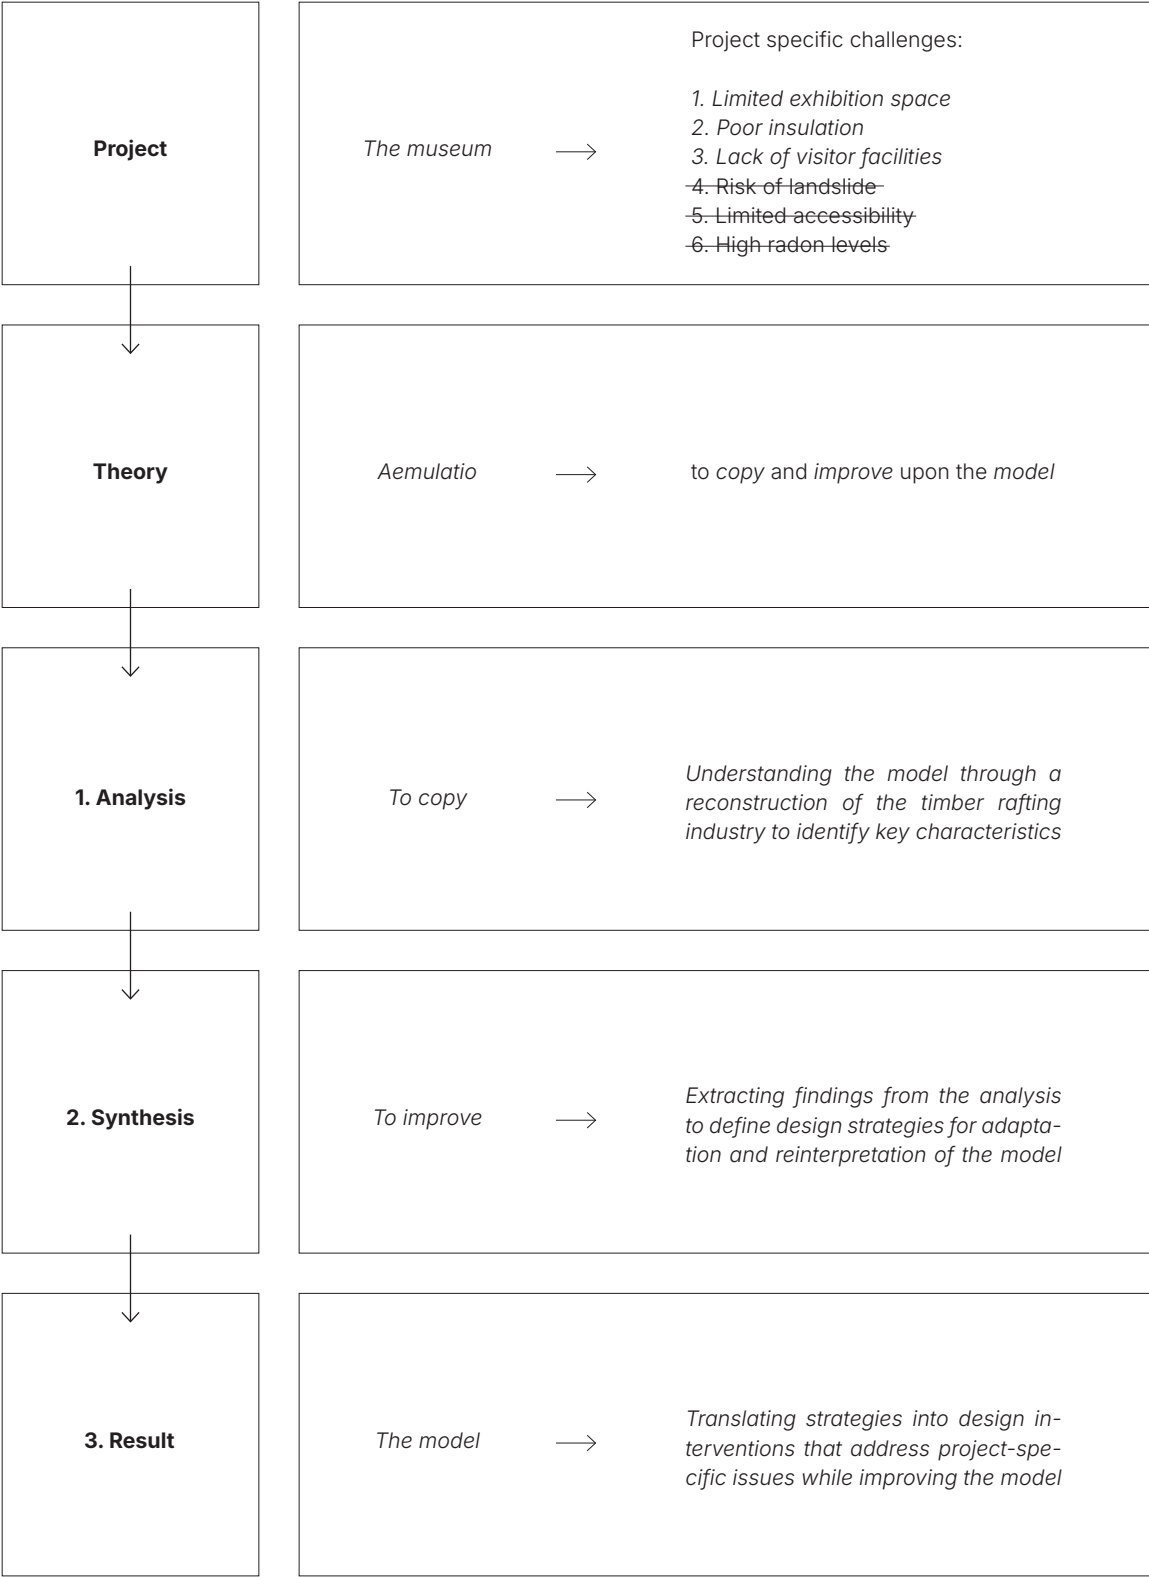 Project
The museum
Project specific challenges:
1. Limited exhibition space
2. Poor insulation
3. Lack of visitor facilities
4. Risk of landslide
5. Limited accessibility
6. High radon levels
Theory
Aemulatio
to copy and improve upon the model
1. Analysis
To copy
Understanding the model through a
reconstruction of the timber rafting
industry to identify key characteristics
2. Synthesis
To improve
Extracting findings from the analysis
to define design strategies for adapta-
tion and reinterpretation of the model
3. Result
The model
Translating strategies into design in-
terventions that address project-spe-
cific issues while improving the model